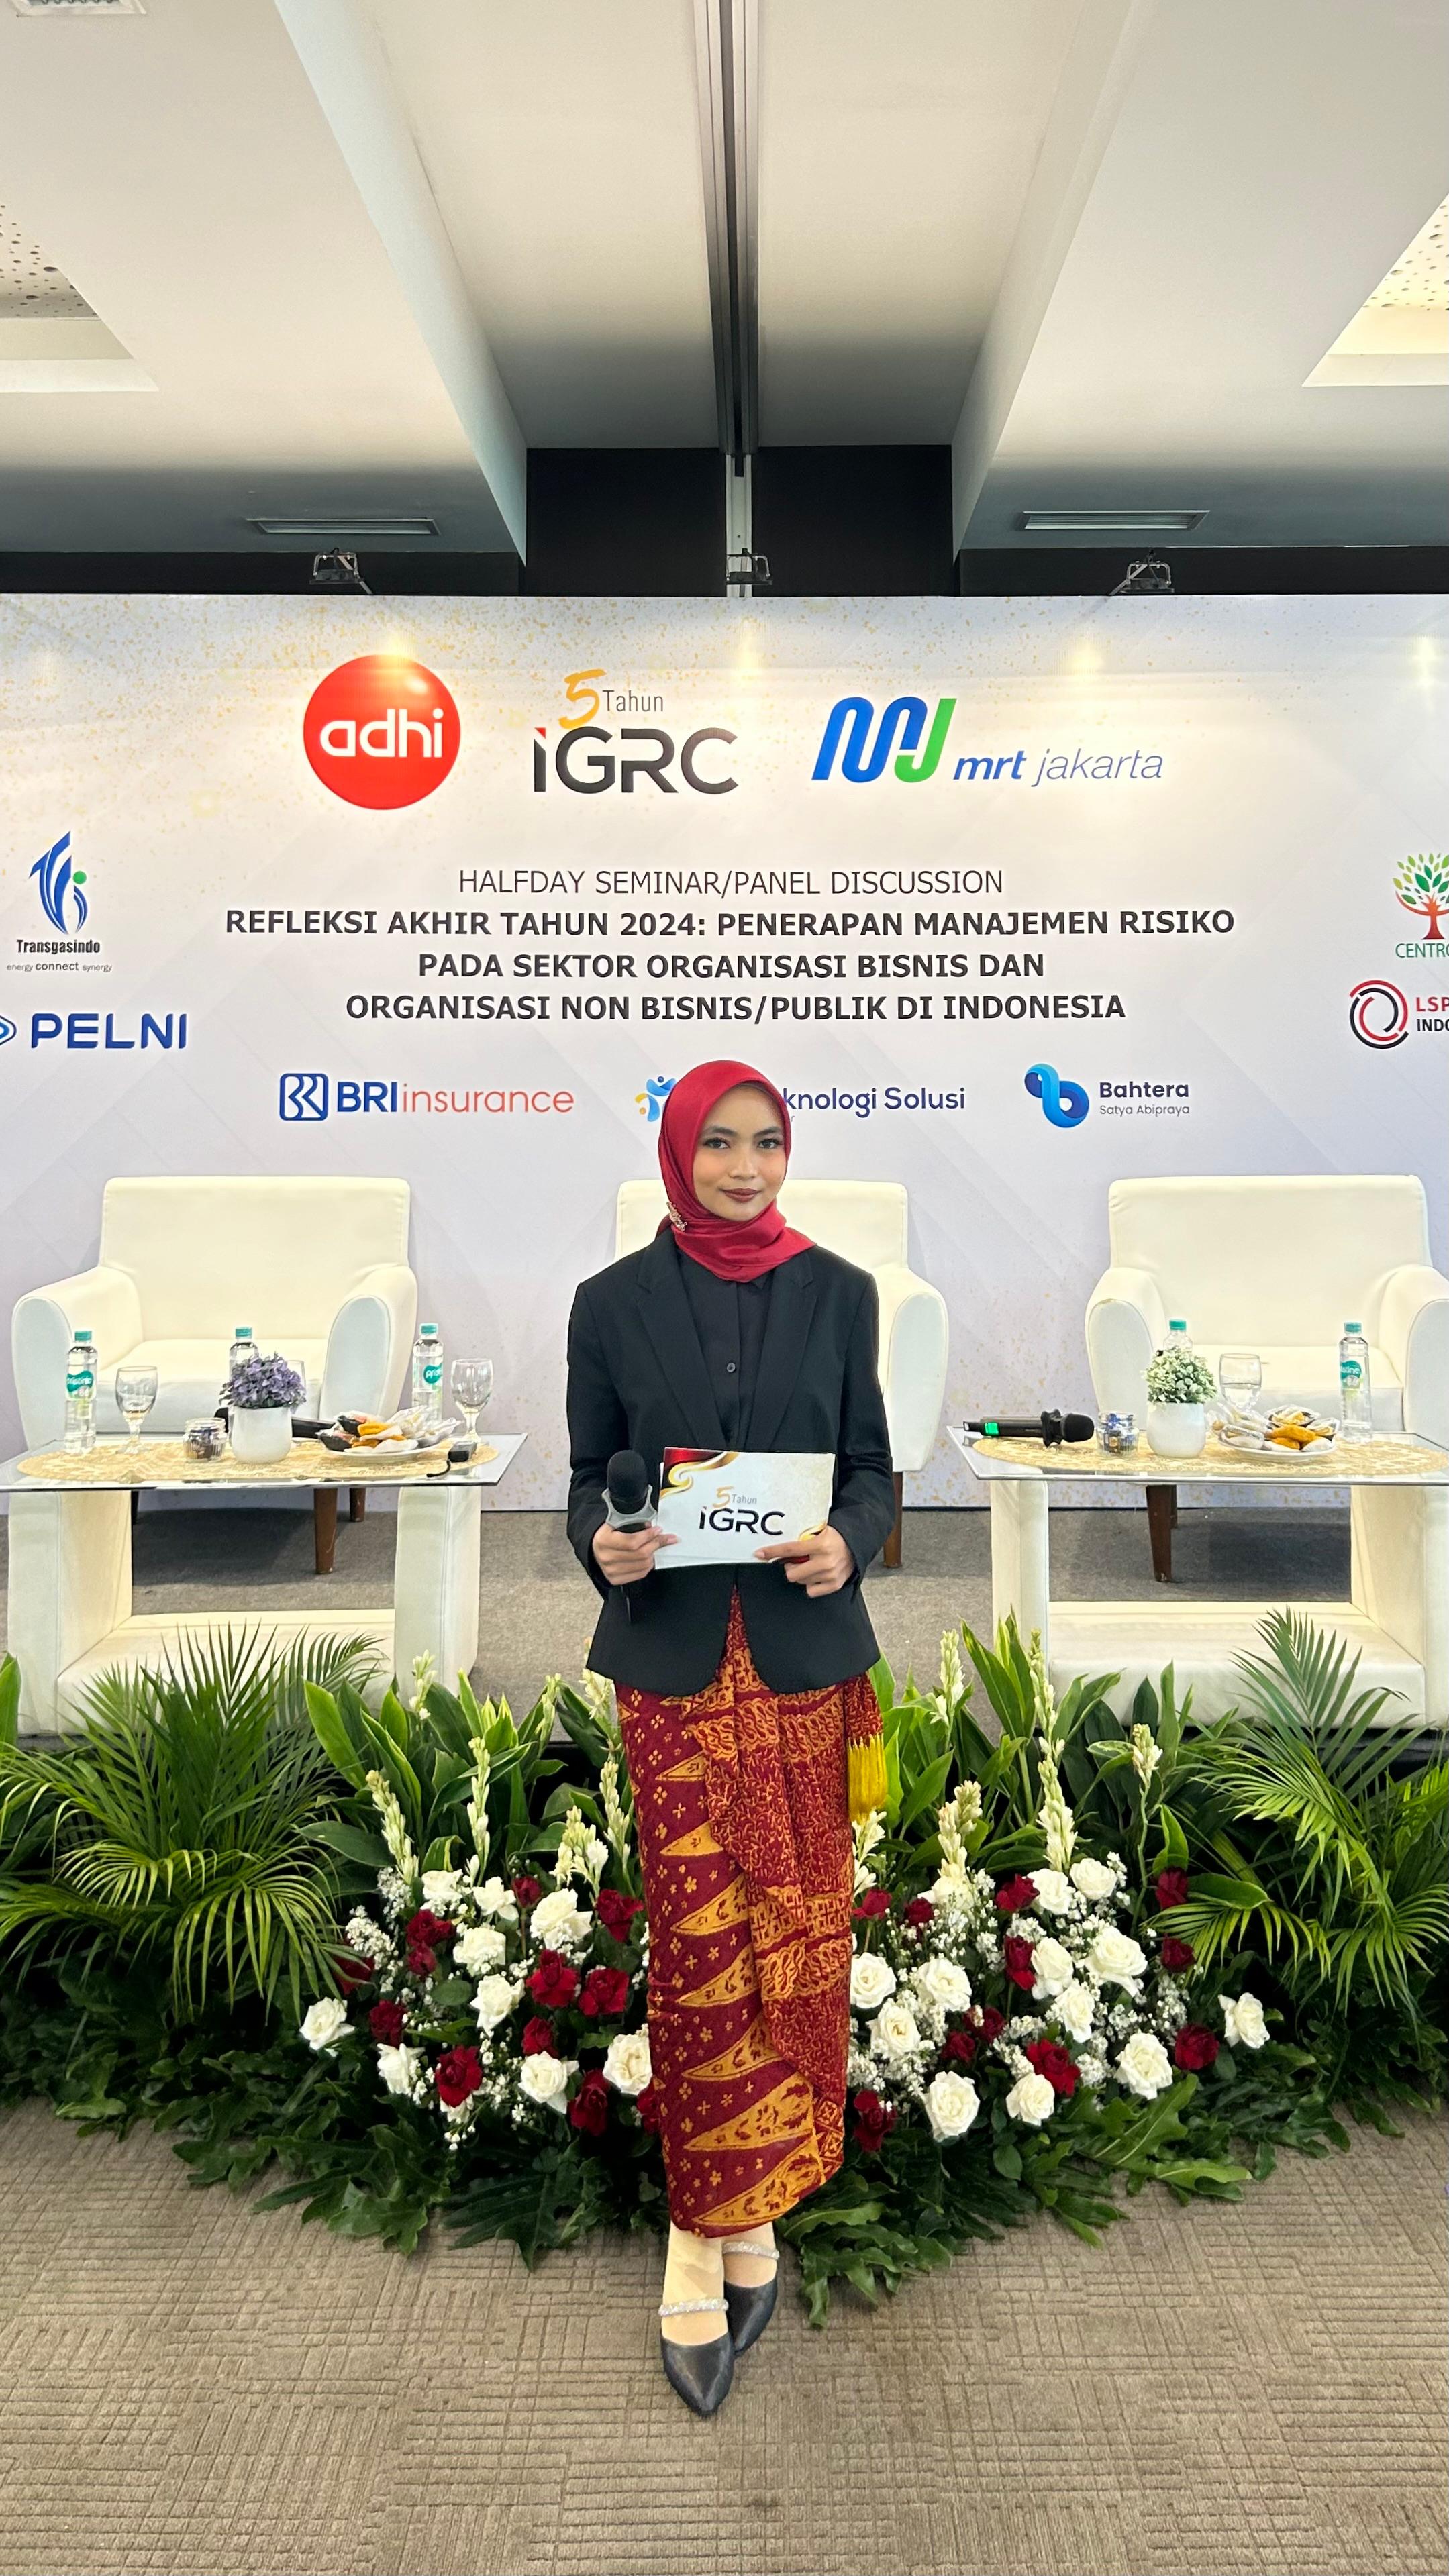 adhi
5 Tahun
iGRC
mrt jakarta
HALFDAY SEMINAR/PANEL DISCUSSION
REFLEKSI AKHIR TAHUN 2024: PENERAPAN MANAJEMEN RISIKO
PADA SEKTOR ORGANISASI BISNIS DAN
ORGANISASI NON BISNIS/PUBLIK DI INDONESIA
Transgasindo
energy connect synergy
PELNI
BRI insurance
Solusi
Bahtera
Satya Abipraya
5 Tahun
iGRC